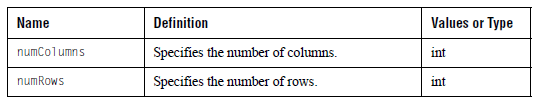 Name Definition Values or Type
numColumns Specifies the number of columns. int
numRows Specifies the number of rows. int